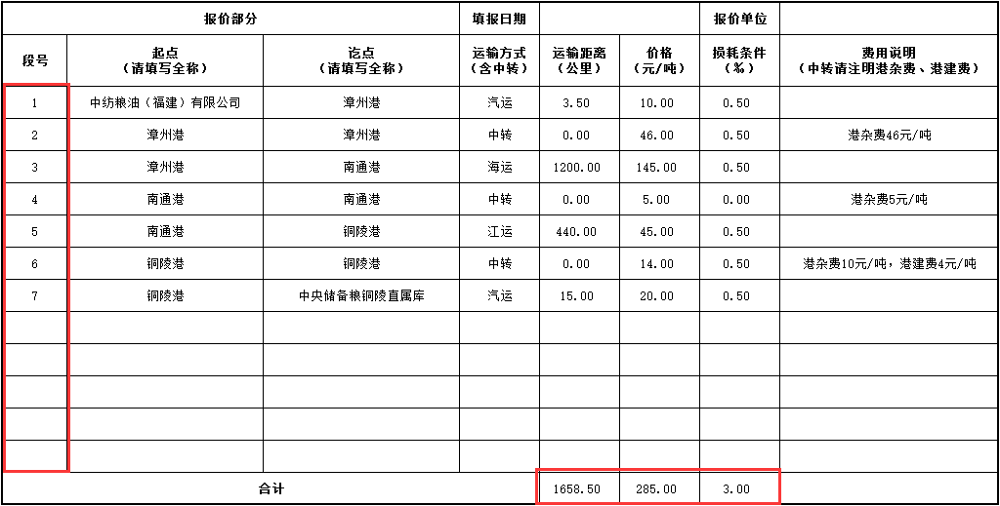 报价部分 填报日期 报价单位
段号 起点 讫点 运输方式 运输距离 价格 损耗条件 费用说明
（请填写全称） （请填写全称） （含中转） （公里） （元/吨） （‰） （中转请注明港杂费、港建费）
1 中纺粮油（福建）有限公司 漳州港 汽运 3.50 10.00 0.50
2 漳州港 漳州港 中转 0.00 46.00 0.50 港杂费46元/吨
3 漳州港 南通港 海运 1200.00 145.00 0.50
4 南通港 南通港 中转 0.00 5.00 0.00 港杂费5元/吨
5 南通港 铜陵港 江运 440.00 45.00 0.50
6 铜陵港 铜陵港 中转 0.00 14.00 0.50 港杂费10元/吨，港建费4元/吨
7 铜陵港 中央储备粮铜陵直属库 汽运 15.00 20.00 0.50
合计 1658.50 285.00 3.00